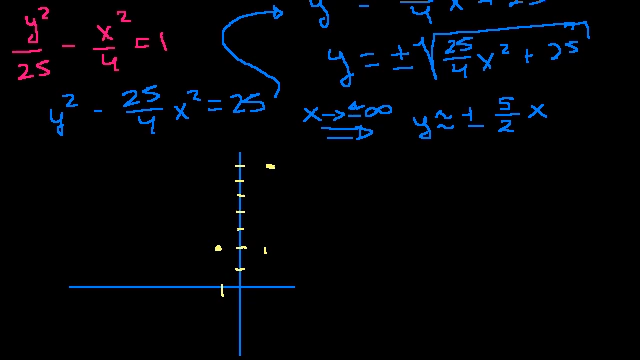 y²/25 - x²/4 = 1
y² - 25/4 x² = 25
y = ±√(25/4 x² + 25)
x → ±∞ y ≈ ± 5/2 x